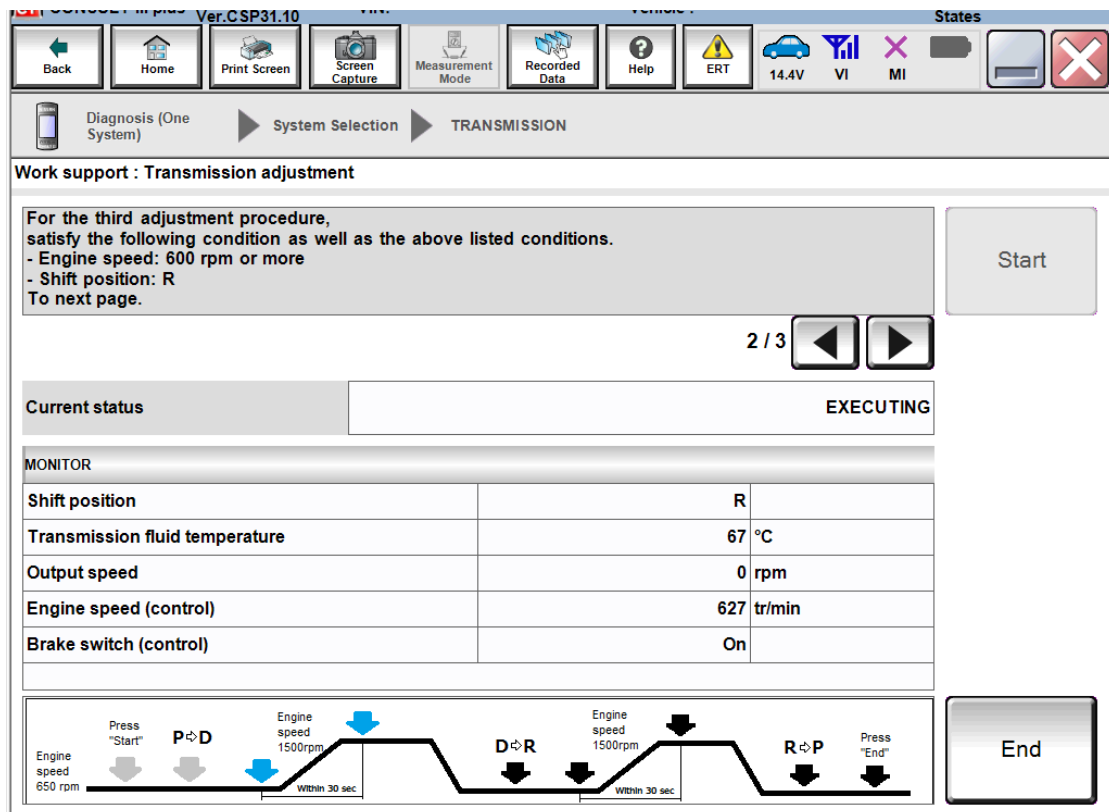 Ver.CSP31.10
States
Back
Home
Print Screen
Screen
Capture
Measurement
Mode
Recorded
Data
Help
ERT
14.4V
VI
MI
Diagnosis (One
System)
System Selection
TRANSMISSION
Work support : Transmission adjustment
For the third adjustment procedure,
satisfy the following condition as well as the above listed conditions.
- Engine speed: 600 rpm or more
- Shift position: R
To next page.
Start
2 / 3
Current status EXECUTING
MONITOR
Shift position R
Transmission fluid temperature 67 °C
Output speed 0 rpm
Engine speed (control) 627 tr/min
Brake switch (control) On
Engine
speed
650 rpm
Press
"Start"
P⇨D
Engine
speed
1500rpm
Within 30 sec
D⇨R
Engine
speed
1500rpm
Within 30 sec
R⇨P
Press
"End"
End